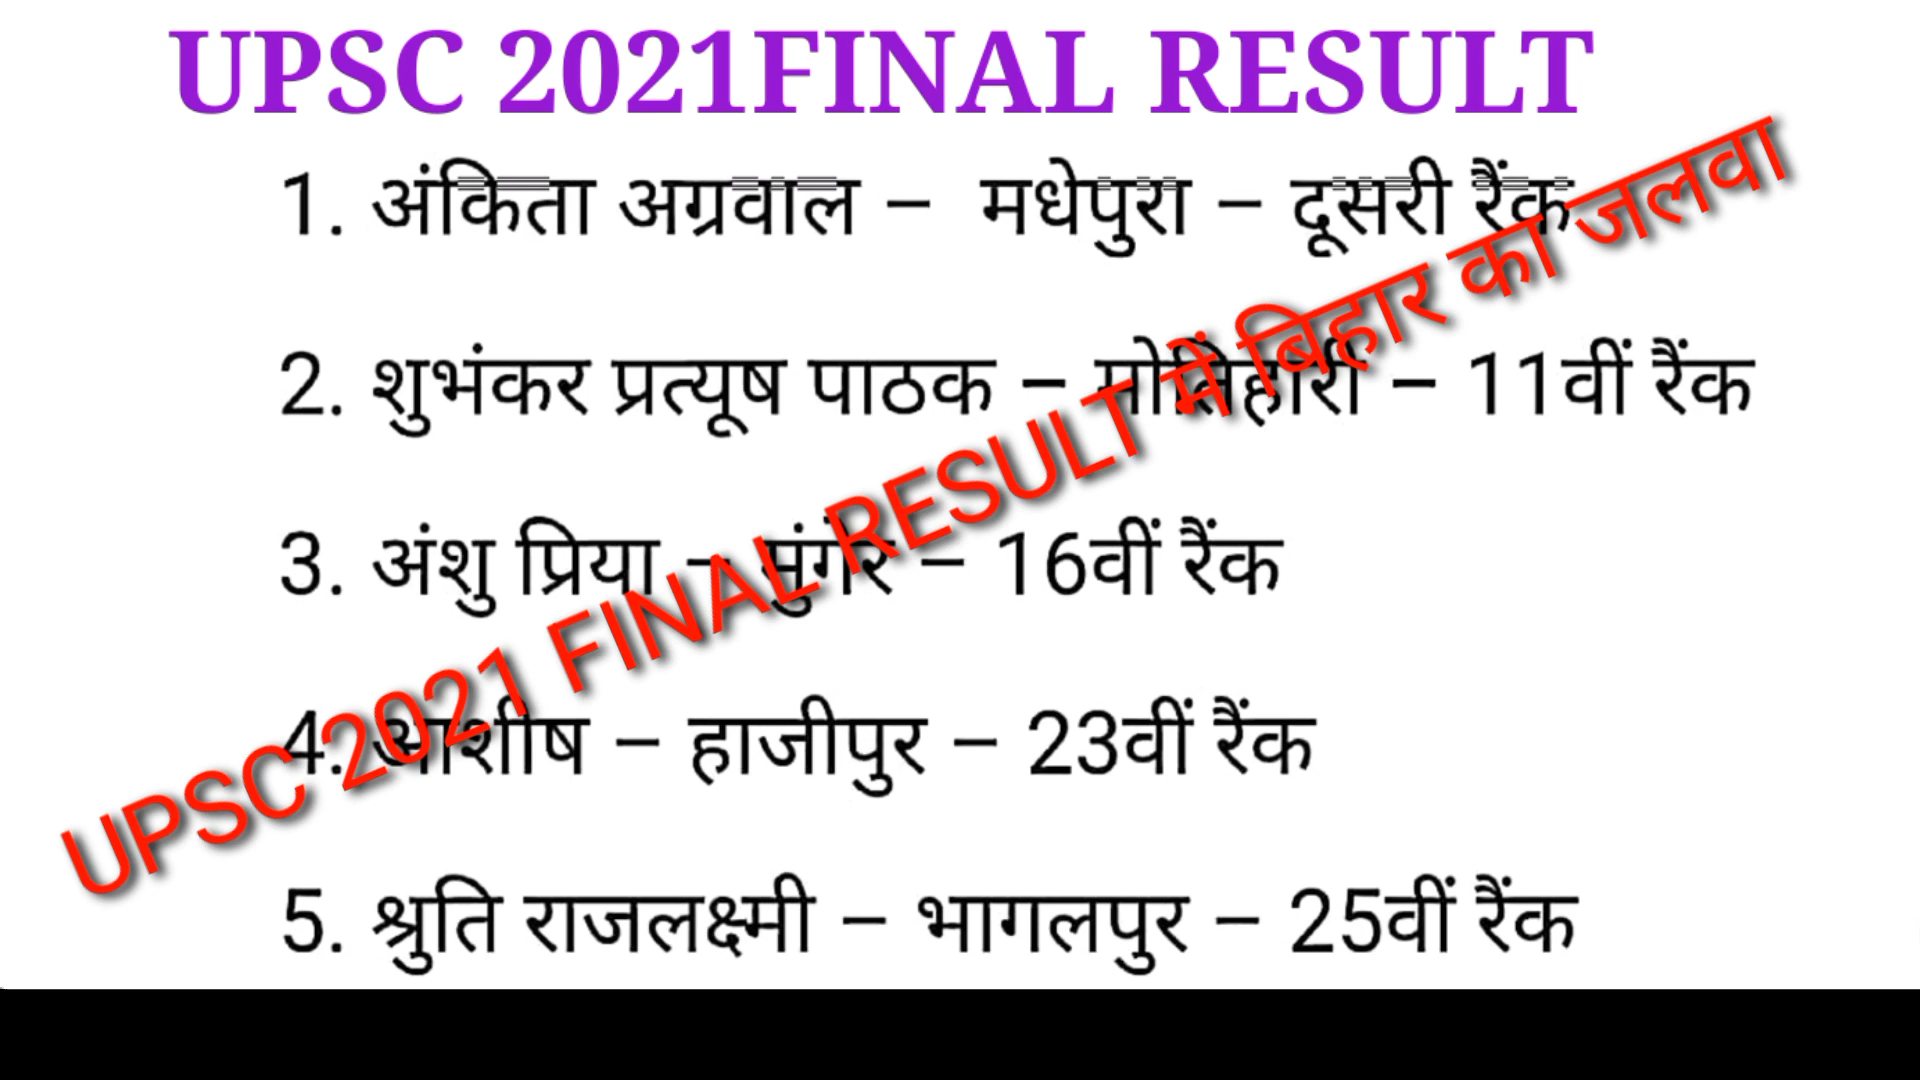 UPSC 2021FINAL RESULT
1. अंकिता अग्रवाल – मधेपुरा – दूसरी रैंक
2. शुभंकर प्रत्यूष पाठक – मोतिहारी – 11वीं रैंक
3. अंशु प्रिया – मुंगेर – 16वीं रैंक
4. आशीष – हाजीपुर – 23वीं रैंक
5. श्रुति राजलक्ष्मी – भागलपुर – 25वीं रैंक
UPSC 2021 FINAL RESULT में बिहार का जलवा